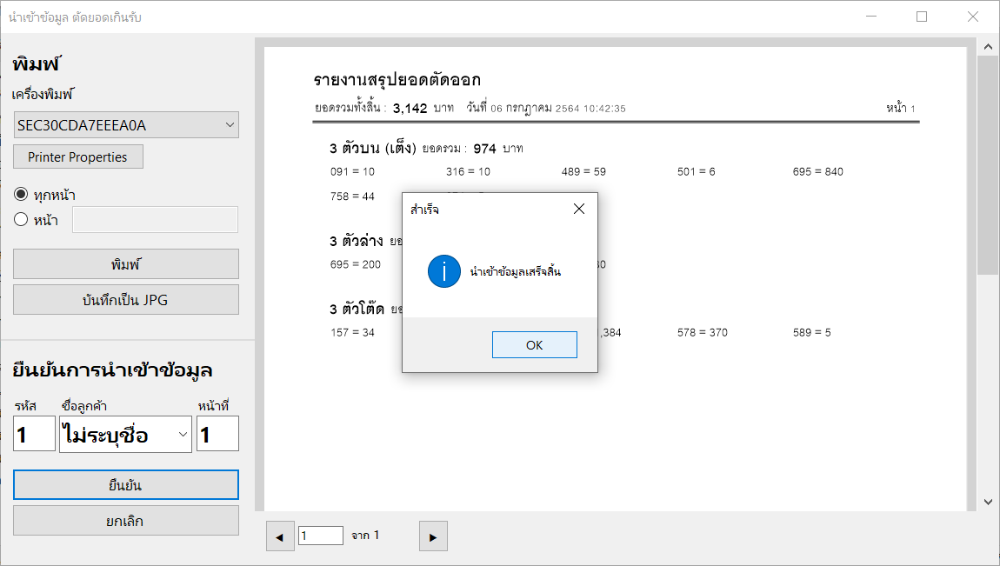 นำเข้าข้อมูล ตัดยอดเกินรับ
พิมพ์
เครื่องพิมพ์
SEC30CDA7EEEA0A
Printer Properties
ทุกหน้า
หน้า
พิมพ์
บันทึกเป็น JPG
ยืนยันการนำเข้าข้อมูล
รหัส ชื่อลูกค้า หน้าที่
1 ไม่ระบุชื่อ 1
ยืนยัน
ยกเลิก
รายงานสรุปยอดตัดออก
ยอดรวมทั้งสิ้น : 3,142 บาท วันที่ 06 กรกฎาคม 2564 10:42:35 หน้า 1
3 ตัวบน (เต็ง) ยอดรวม : 974 บาท
091 = 10 316 = 10 489 = 59 501 = 6 695 = 840
758 = 44
3 ตัวล่าง
695 = 200
3 ตัวโต๊ด
157 = 34 ,384 578 = 370 589 = 5
สำเร็จ
นำเข้าข้อมูลเสร็จสิ้น
OK
1 จาก 1